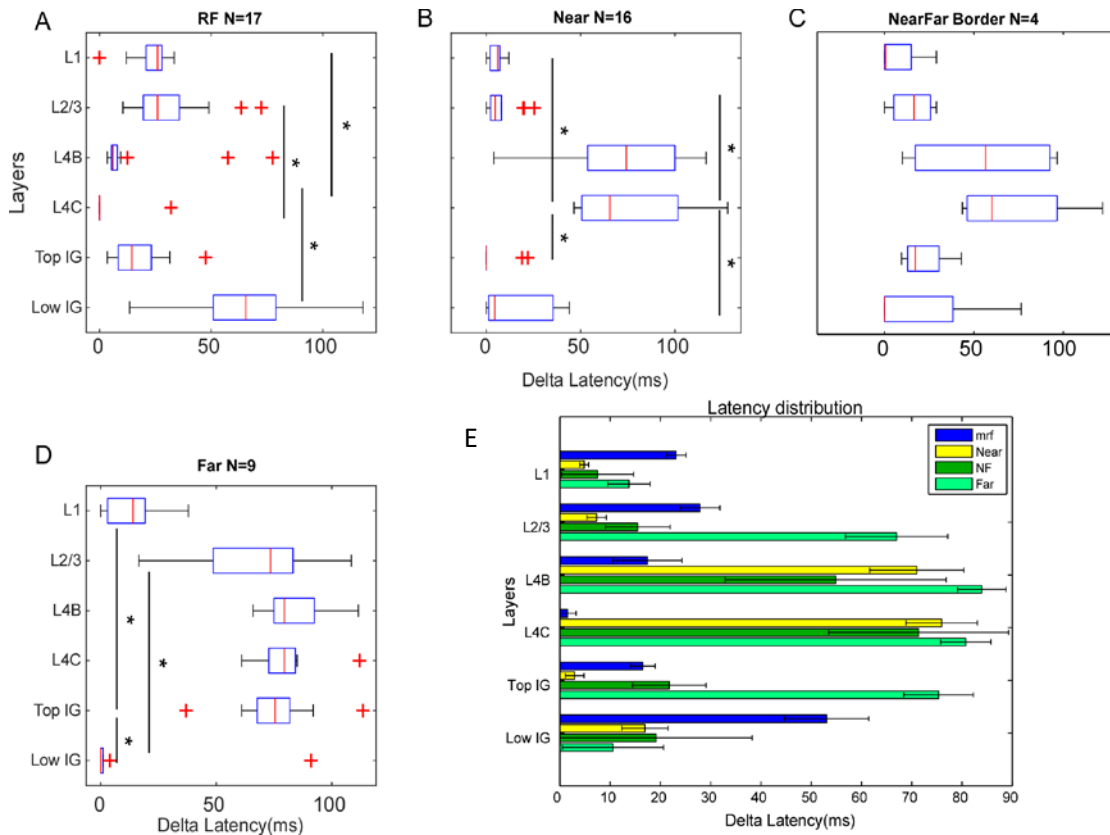 A
RF N=17
Layers
L1
L2/3
L4B
L4C
Top IG
Low IG
*
*
*
0
50
100
B
Near N=16
*
*
*
*
0
50
100
Delta Latency(ms)
C
NearFar Border N=4
0
50
100
D
Far N=9
L1
L2/3
L4B
L4C
Top IG
Low IG
*
*
*
0
50
100
Delta Latency(ms)
E
Latency distribution
mrf
Near
NF
Far
Layers
L1
L2/3
L4B
L4C
Top IG
Low IG
0 10 20 30 40 50 60 70 80 90
Delta Latency(ms)